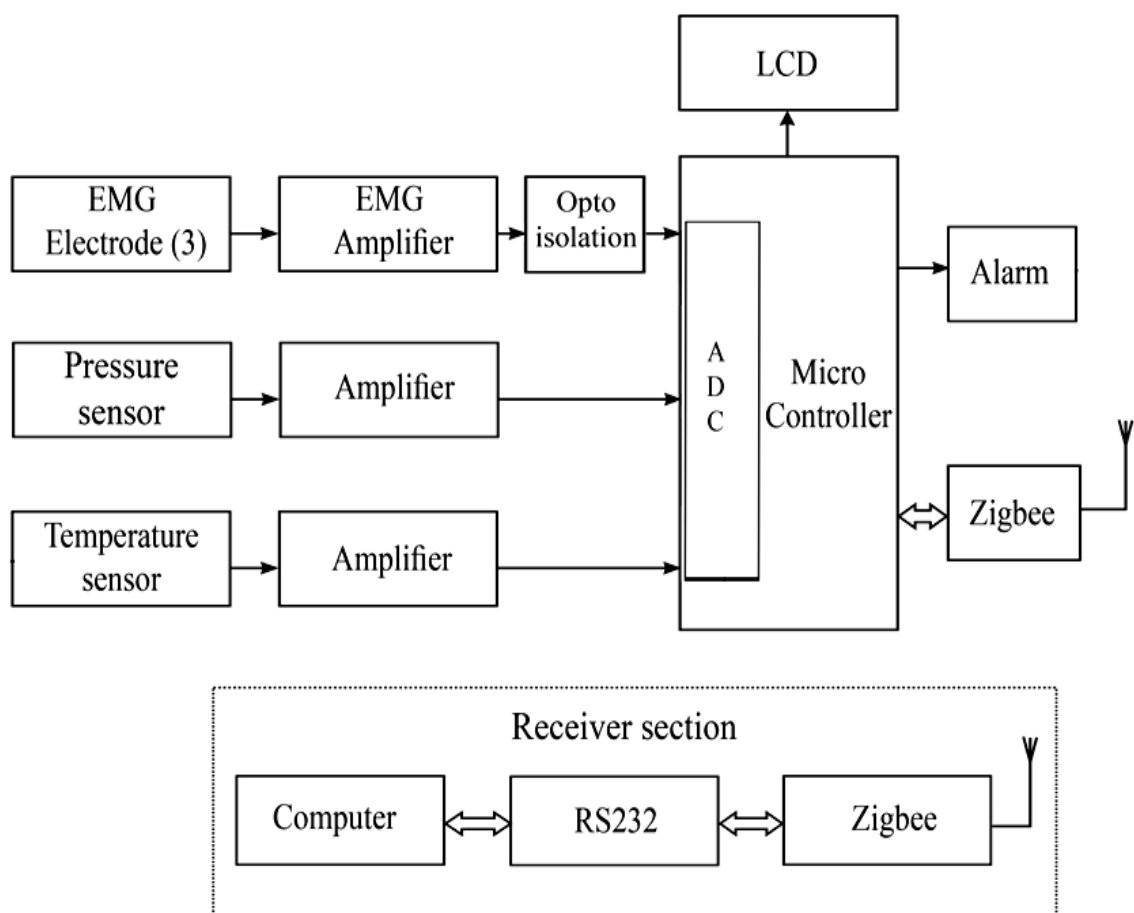 LCD
EMG
Electrode (3)
EMG
Amplifier
Opto
isolation
Alarm
Pressure
sensor
Amplifier
A
D
C
Micro
Controller
Temperature
sensor
Amplifier
Zigbee
Receiver section
Computer
RS232
Zigbee